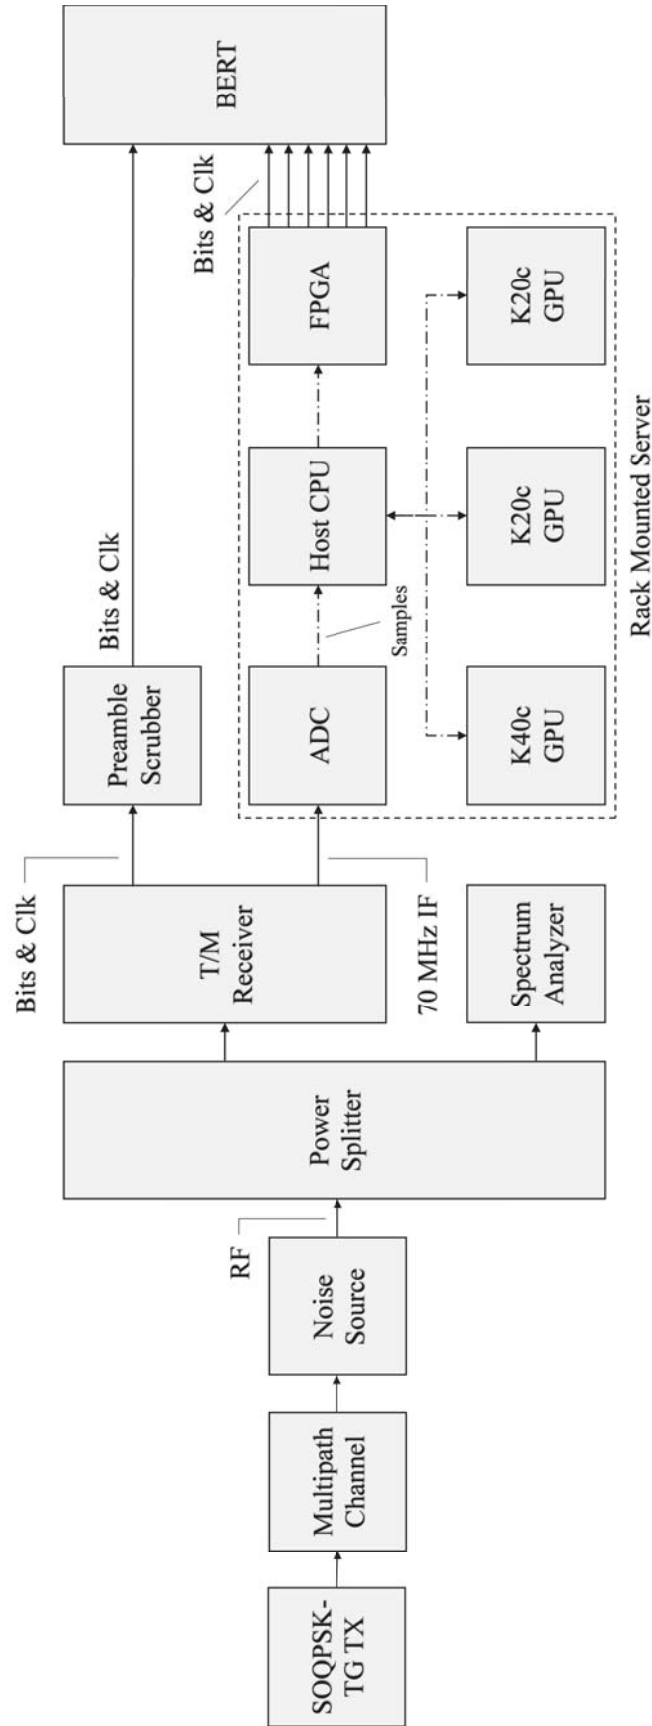 SOQPSK-
TG TX
Multipath
Channel
Noise
Source
RF
Power
Splitter
Bits & Clk
T/M
Receiver
70 MHz IF
Spectrum
Analyzer
Preamble
Scrubber
Bits & Clk
ADC
Samples
Host CPU
FPGA
Bits & Clk
BERT
K40c
GPU
K20c
GPU
K20c
GPU
Rack Mounted Server